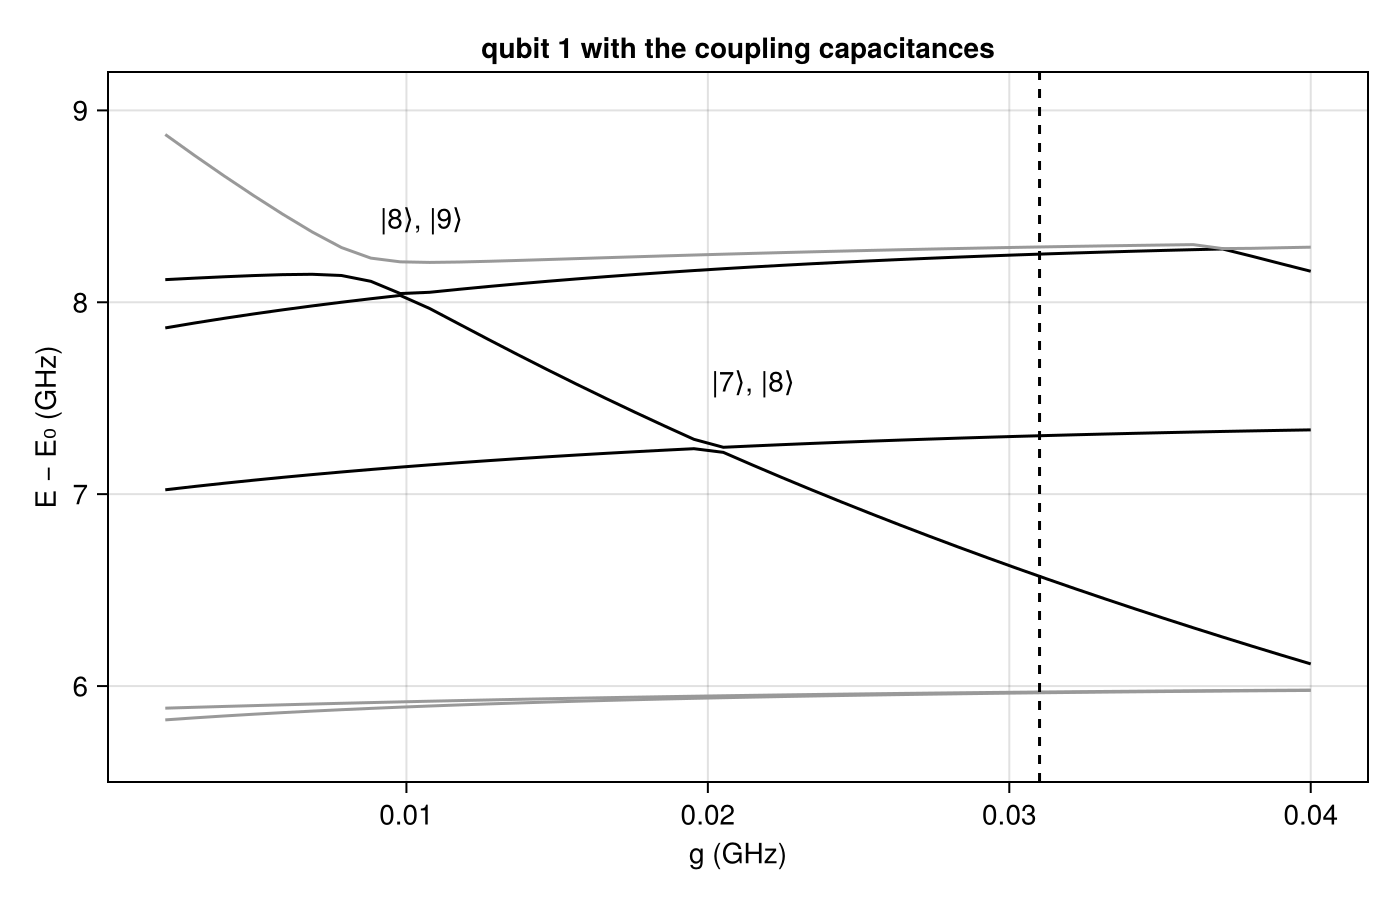 qubit 1 with the coupling capacitances
9
|8⟩, |9⟩
8
|7⟩, |8⟩
E − E₀ (GHz)
7
6
0.01 0.02 0.03 0.04
g (GHz)